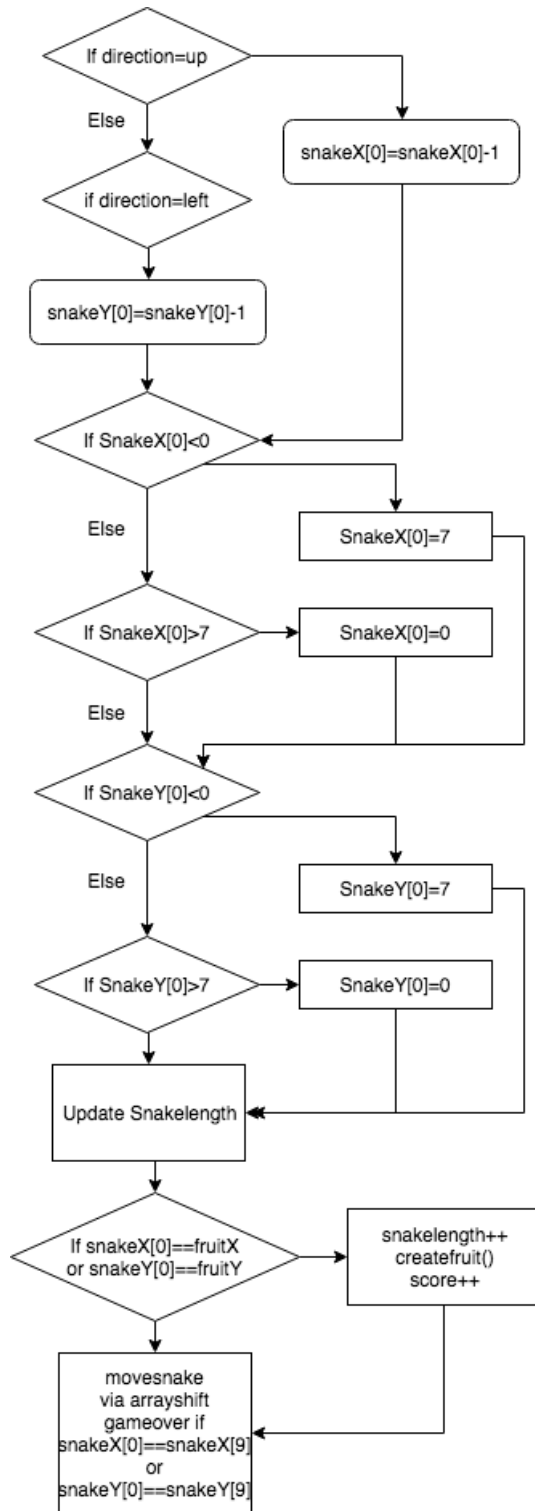 If direction=up
Else
snakeX[0]=snakeX[0]-1
if direction=left
snakeY[0]=snakeY[0]-1
If SnakeX[0]<0
Else
SnakeX[0]=7
If SnakeX[0]>7
SnakeX[0]=0
Else
If SnakeY[0]<0
Else
SnakeY[0]=7
If SnakeY[0]>7
SnakeY[0]=0
Update Snakelength
If snakeX[0]==fruitX
or snakeY[0]==fruitY
snakelength++
createfruit()
score++
movesnake
via arrayshift
gameover if
snakeX[0]==snakeX[9]
or
snakeY[0]==snakeY[9]